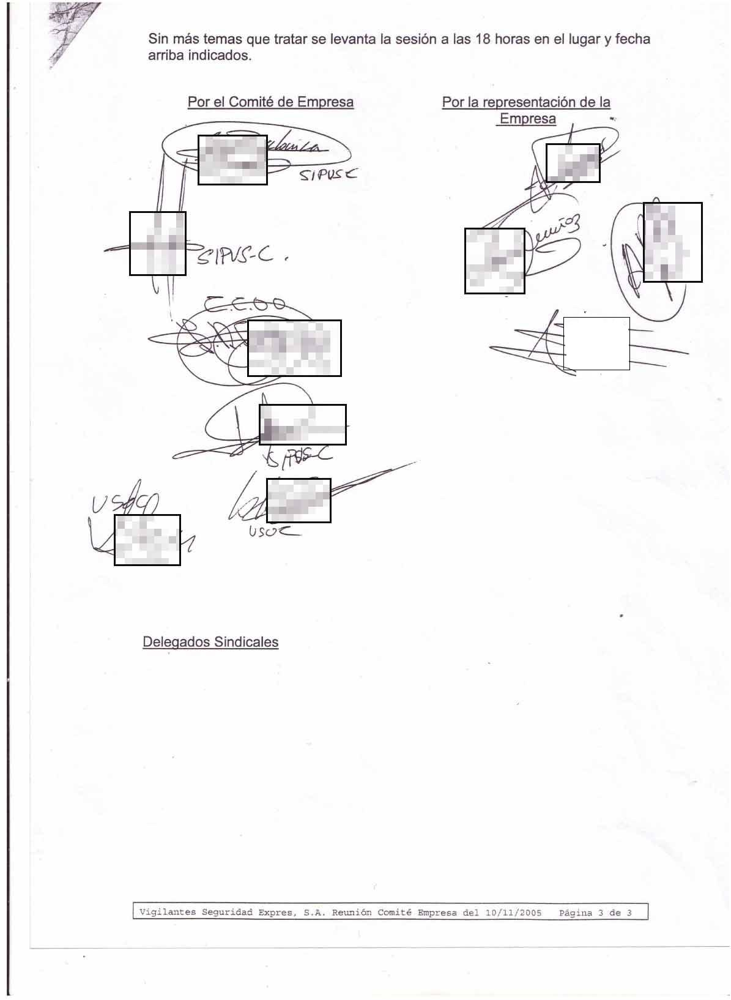 Sin más temas que tratar se levanta la sesión a las 18 horas en el lugar y fecha
arriba indicados.
Por el Comité de Empresa
Por la representación de la
Empresa
SIPUSC
SIPVS-C.
C.C.O.O.
SIPVS-C
USOC
Delegados Sindicales
Vigilantes Seguridad Expres, S.A. Reunión Comité Empresa del 10/11/2005 Página 3 de 3